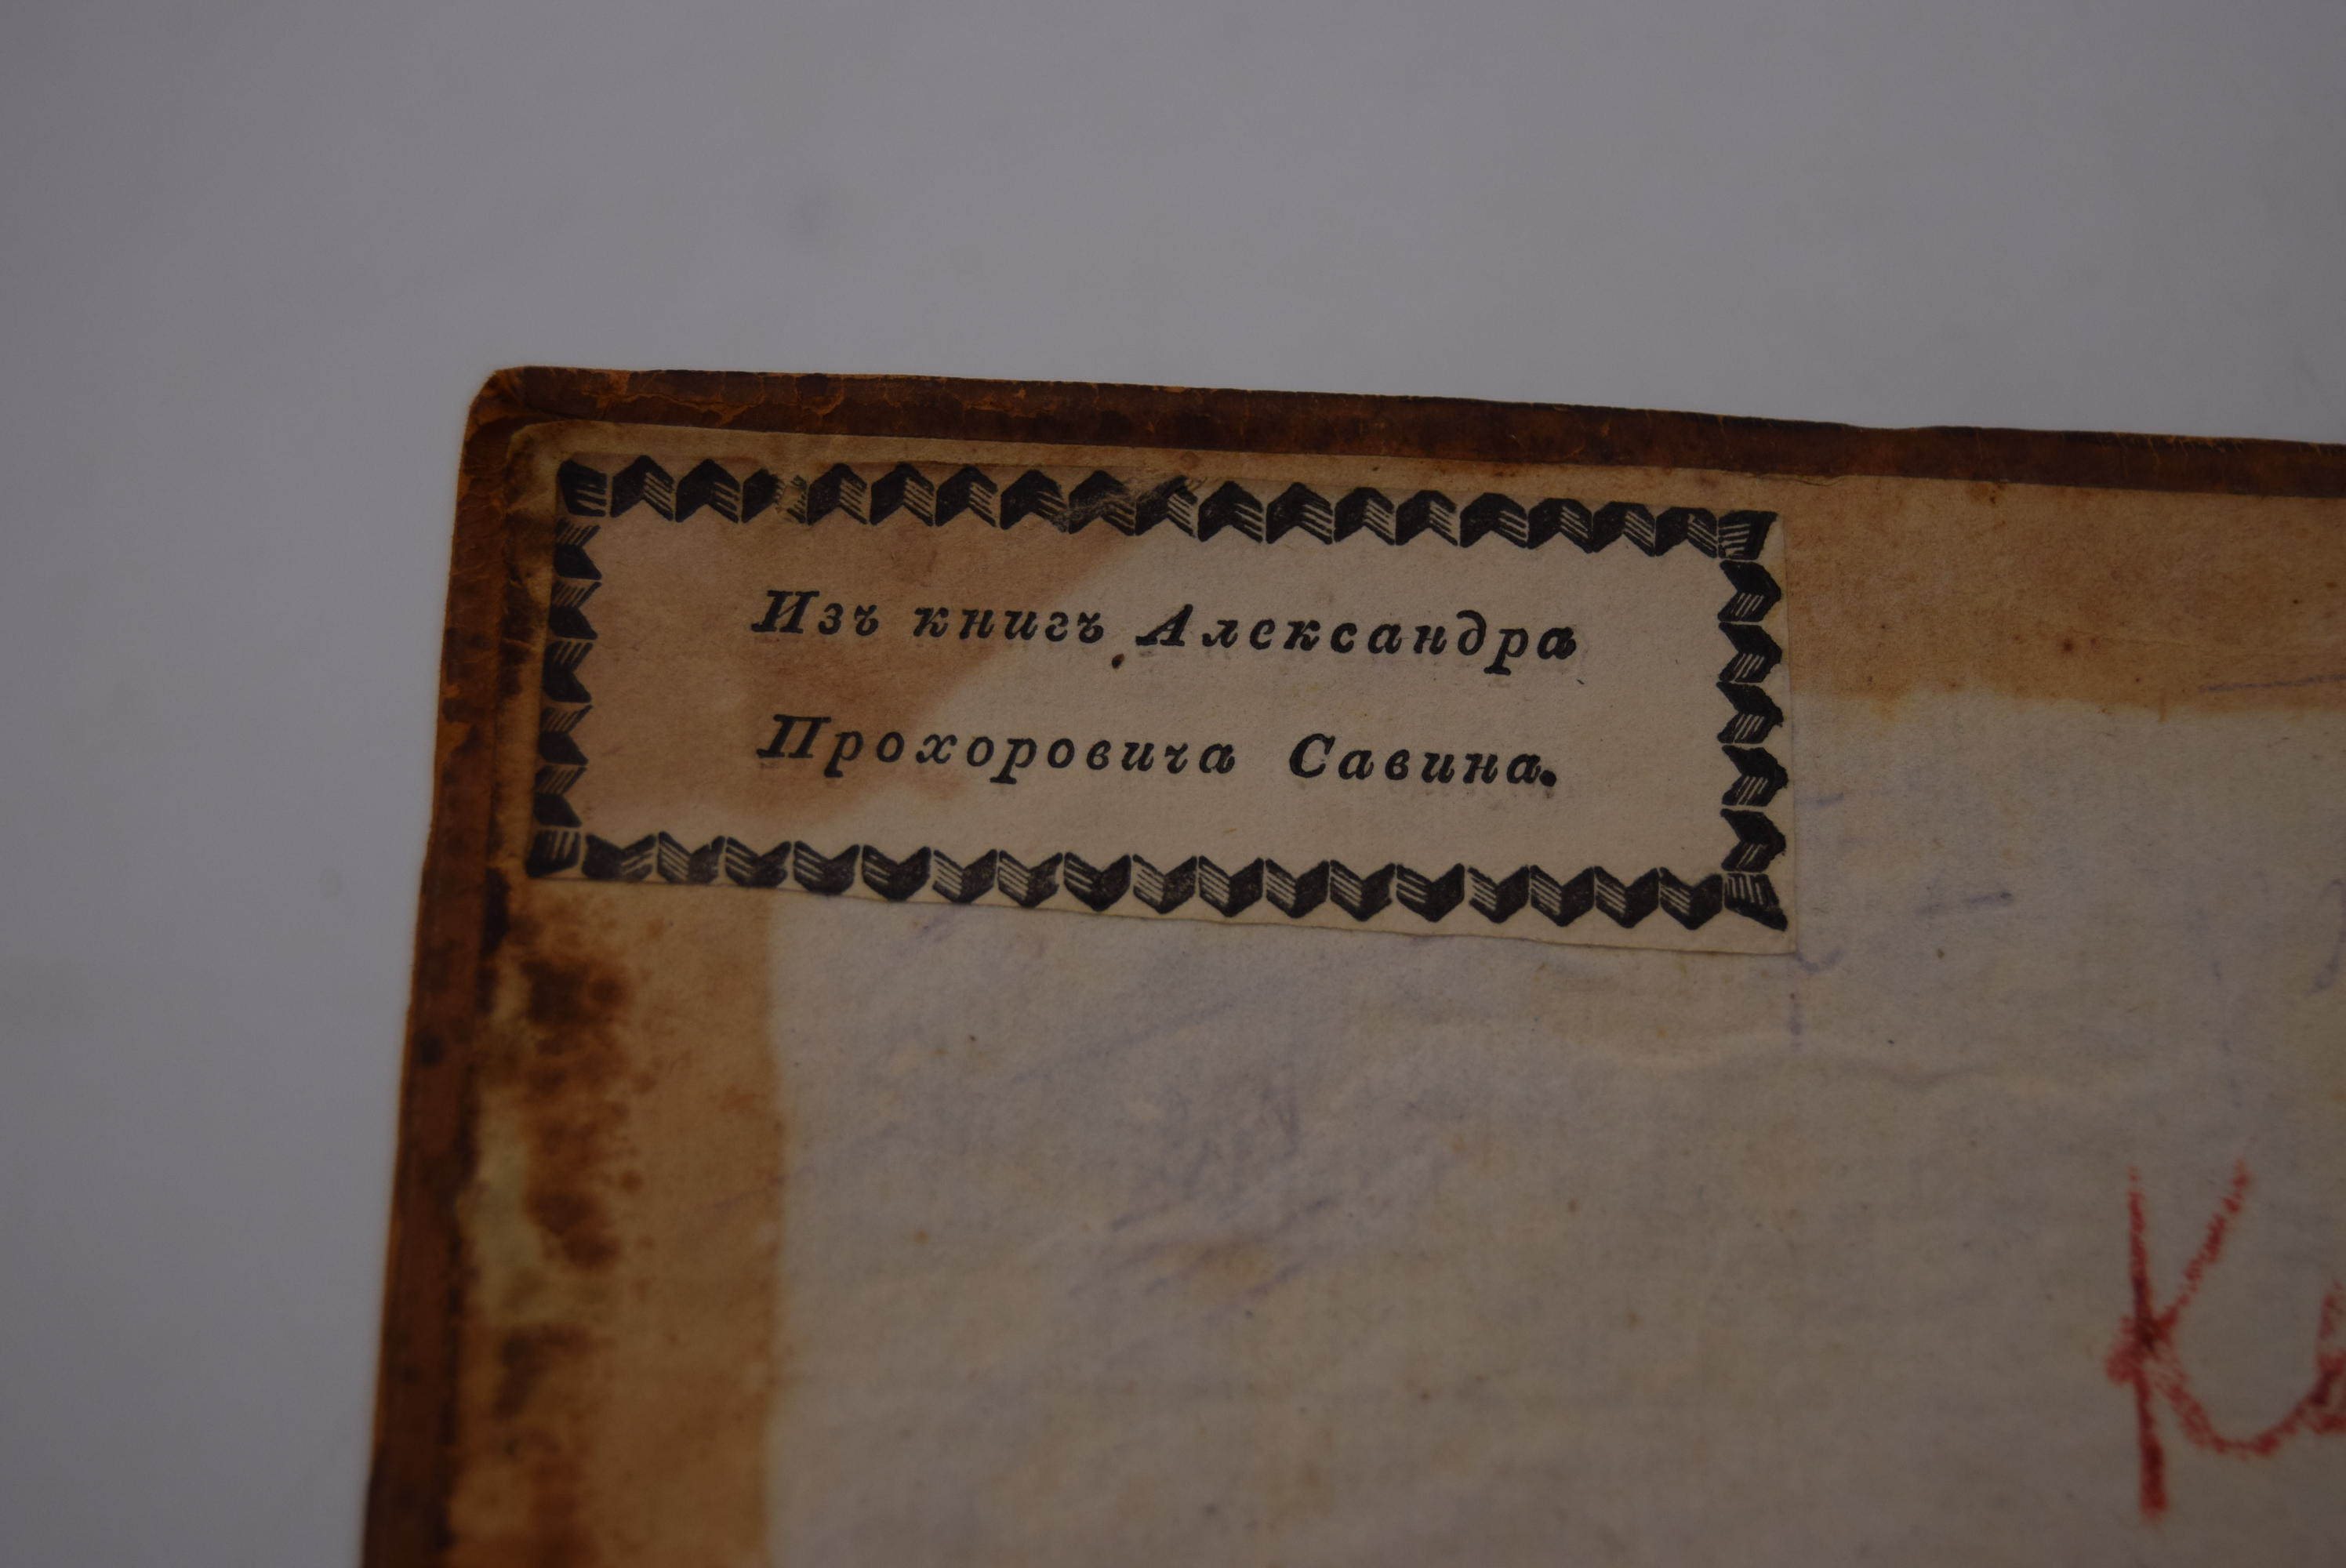 Изъ книгъ Александра
Прохоровича Савина.